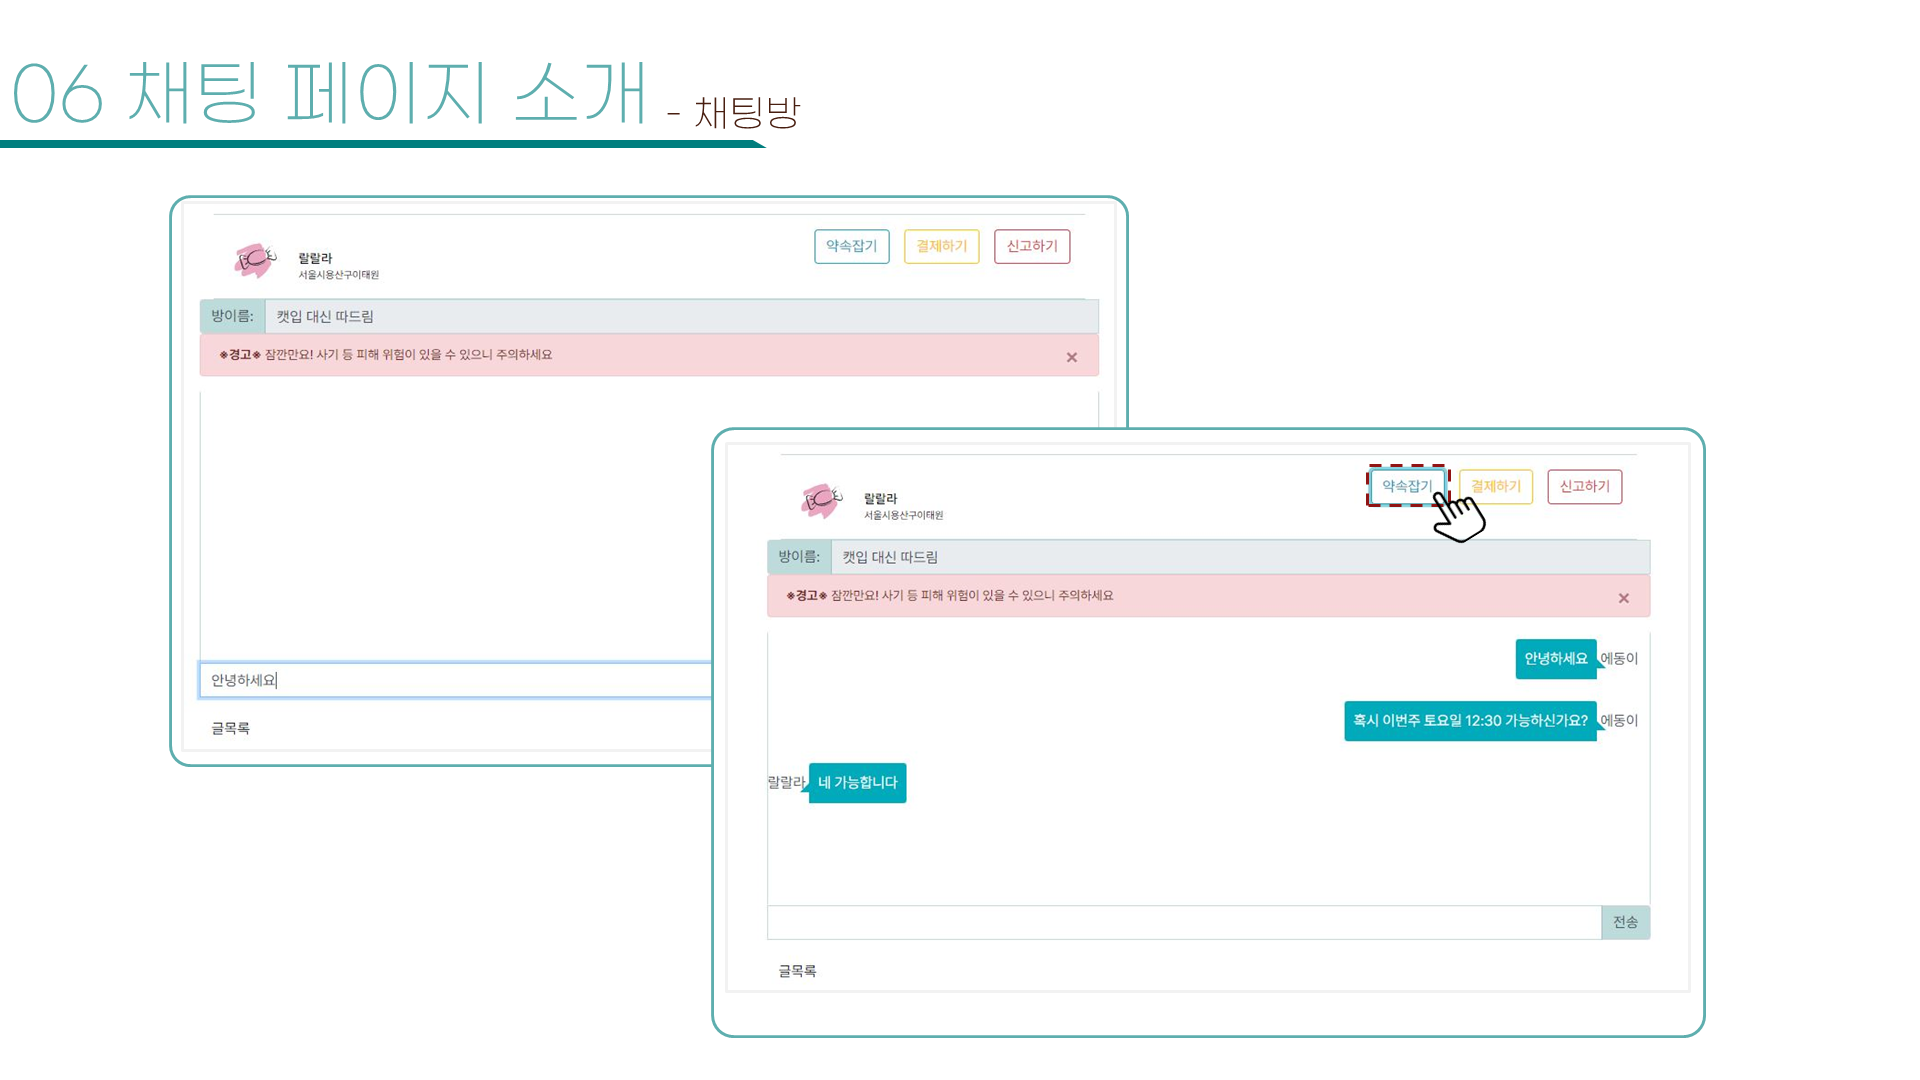 06 채팅 페이지 소개 - 채팅방
랄랄라
서울시용산구이태원
약속잡기
결제하기
신고하기
방이름: 캣입 대신 따드림
※경고※ 잠깐만요! 사기 등 피해 위험이 있을 수 있으니 주의하세요 ×
안녕하세요
글목록
랄랄라
서울시용산구이태원
약속잡기
결제하기
신고하기
방이름: 캣입 대신 따드림
※경고※ 잠깐만요! 사기 등 피해 위험이 있을 수 있으니 주의하세요 ×
안녕하세요 에동이
혹시 이번주 토요일 12:30 가능하신가요? 에동이
랄랄라 네 가능합니다
전송
글목록